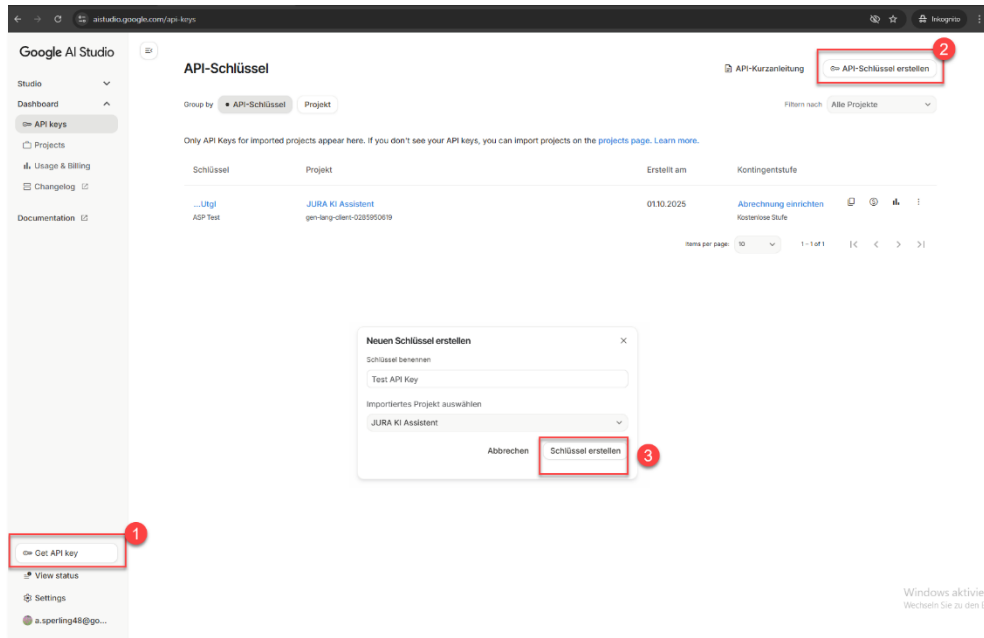 aistudio.google.com/api-keys
Inkognito
Google AI Studio
Studio
Dashboard
API keys
Projects
Usage & Billing
Changelog
Documentation
API-Schlüssel
API-Kurzanleitung
API-Schlüssel erstellen
2
Group by
API-Schlüssel
Projekt
Filtern nach
Alle Projekte
Only API Keys for imported projects appear here. If you don't see your API keys, you can import projects on the projects page. Learn more.
Schlüssel
Projekt
Erstellt am
Kontingentstufe
...Utgl
JURA KI Assistent
01.10.2025
Abrechnung einrichten
ASP Test
gen-lang-client-0285950619
Kostenlose Stufe
Items per page:
10
1 – 1 of 1
Neuen Schlüssel erstellen
Schlüssel benennen
Test API Key
Importiertes Projekt auswählen
JURA KI Assistent
Abbrechen
Schlüssel erstellen
3
1
Get API key
View status
Settings
a.sperling48@go...
Windows aktivie
Wechseln Sie zu den E